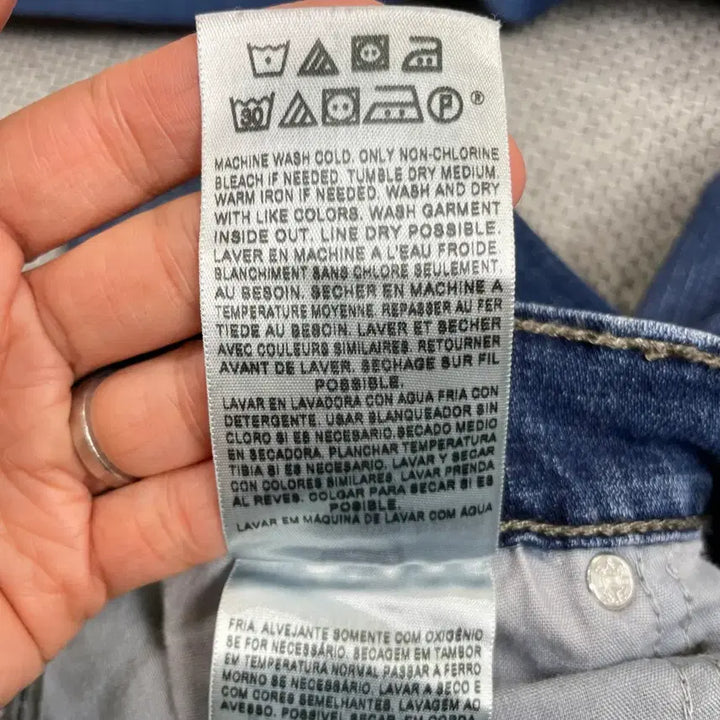 30 P ®
MACHINE WASH COLD. ONLY NON-CHLORINE
BLEACH IF NEEDED. TUMBLE DRY MEDIUM.
WARM IRON IF NEEDED. WASH AND DRY
WITH LIKE COLORS. WASH GARMENT
INSIDE OUT. LINE DRY POSSIBLE.
LAVER EN MACHINE A L'EAU FROIDE.
BLANCHIMENT SANS CHLORE SEULEMENT,
AU BESOIN. SECHER EN MACHINE A
TEMPERATURE MOYENNE. REPASSER AU FER
TIEDE AU BESOIN. LAVER ET SECHER
AVEC COULEURS SIMILAIRES. RETOURNER
AVANT DE LAVER. SECHAGE SUR FIL
POSSIBLE.
LAVAR EN LAVADORA CON AGUA FRIA CON
DETERGENTE. USAR BLANQUEADOR SIN
CLORO SI ES NECESARIO. SECADO MEDIO
EN SECADORA. PLANCHAR TEMPERATURA
TIBIA SI ES NECESARIO. LAVAR Y SECAR
CON COLORES SIMILARES. LAVAR PRENDA
AL REVES. COLGAR PARA SECAR SI ES
POSIBLE.
LAVAR EM MÁQUINA DE LAVAR COM AGUA
FRIA. ALVEJANTE SOMENTE COM OXIGÊNIO
SE FOR NECESSÁRIO. SECAGEM EM TAMBOR
EM TEMPERATURA NORMAL PASSAR A FERRO
MORNO SE NECESSÁRIO. LAVAR A SECO E
COM CORES SEMELHANTES. LAVAGEM AO
AVESSO. POSSÍVEL SECAR EM CORDA